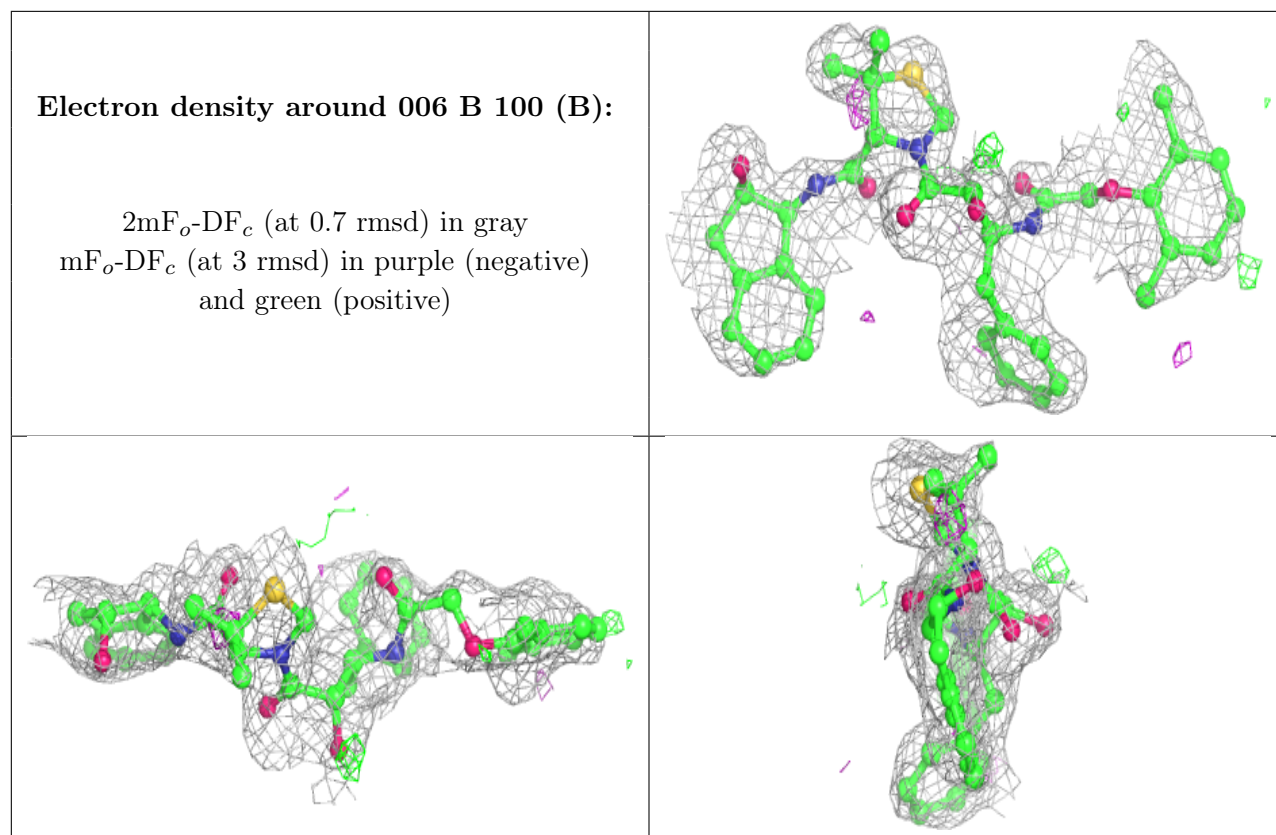 Electron density around 006 B 100 (B):
2mFₒ-DF𝒸 (at 0.7 rmsd) in gray
mFₒ-DF𝒸 (at 3 rmsd) in purple (negative)
and green (positive)